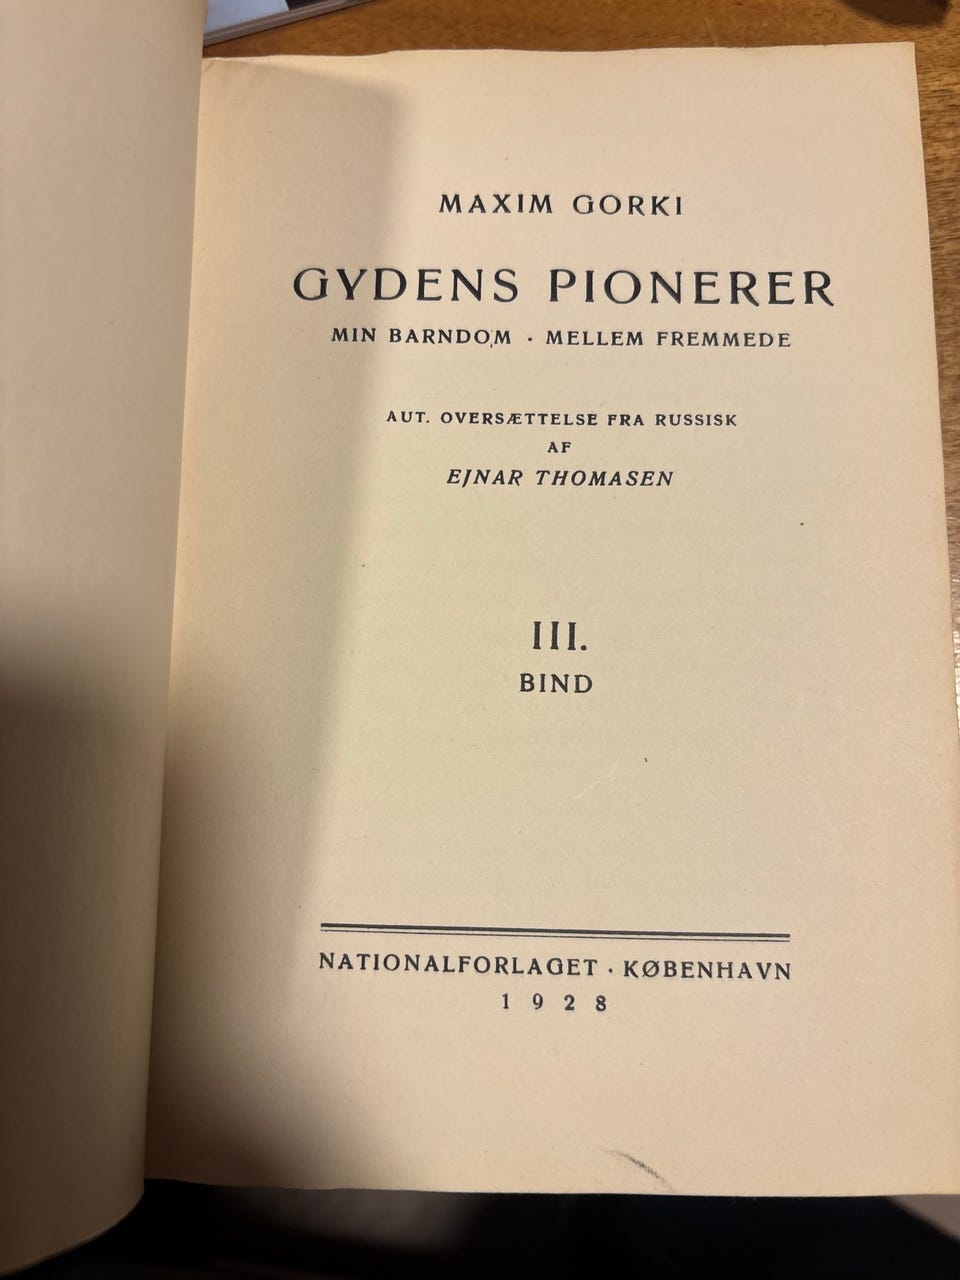 MAXIM GORKI
GYDENS PIONERER
MIN BARNDOM · MELLEM FREMMEDE
AUT. OVERSÆTTELSE FRA RUSSISK
AF
EJNAR THOMASEN
III.
BIND
NATIONALFORLAGET · KØBENHAVN
1928